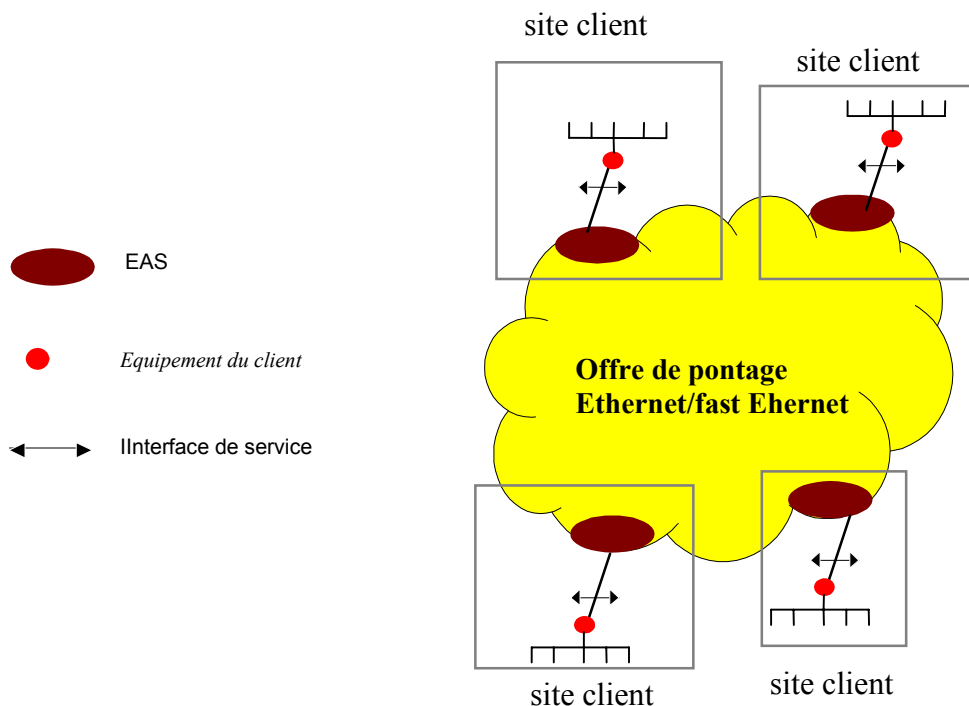 site client
site client
EAS
Equipement du client
IInterface de service
Offre de pontage
Ethernet/fast Ehernet
site client
site client